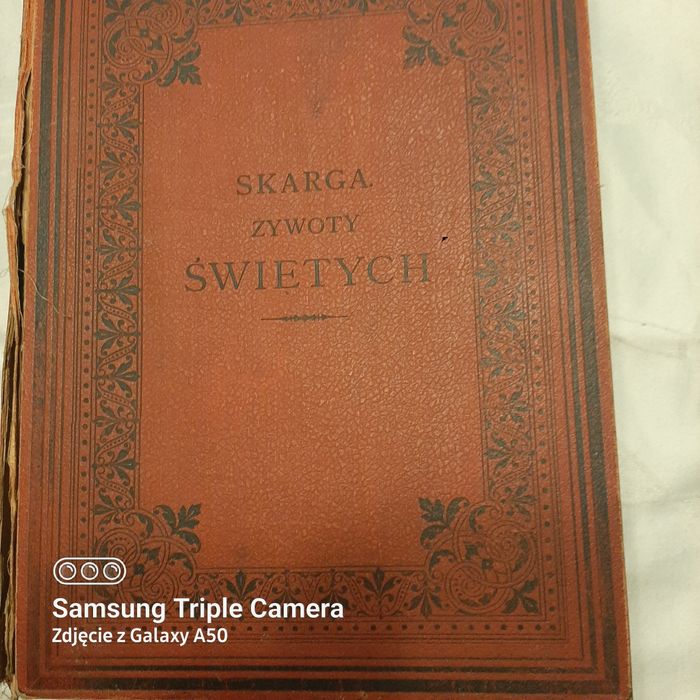 SKARGA.
ZYWOTY
ŚWIĘTYCH
Samsung Triple Camera
Zdjęcie z Galaxy A50